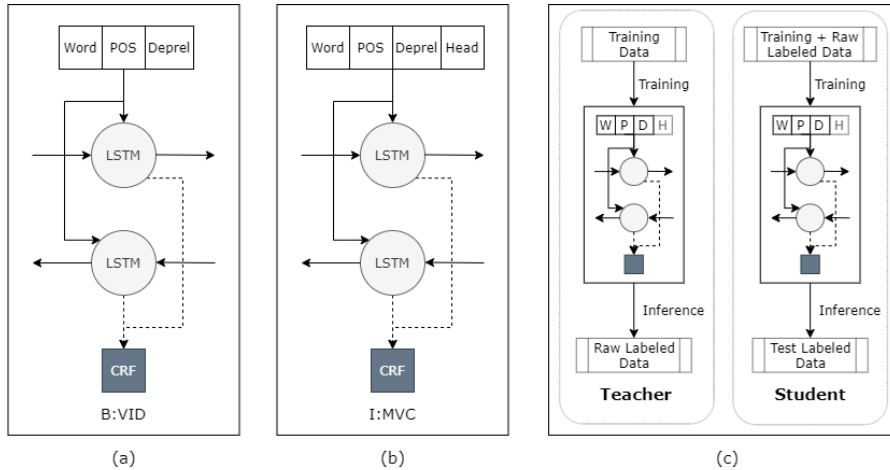 Word POS Deprel
LSTM
LSTM
CRF
B:VID
(a)
Word POS Deprel Head
LSTM
LSTM
CRF
I:MVC
(b)
Training
Data
Training
W P D H
Inference
Raw Labeled
Data
Teacher
Training + Raw
Labeled Data
Training
W P D H
Inference
Test Labeled
Data
Student
(c)